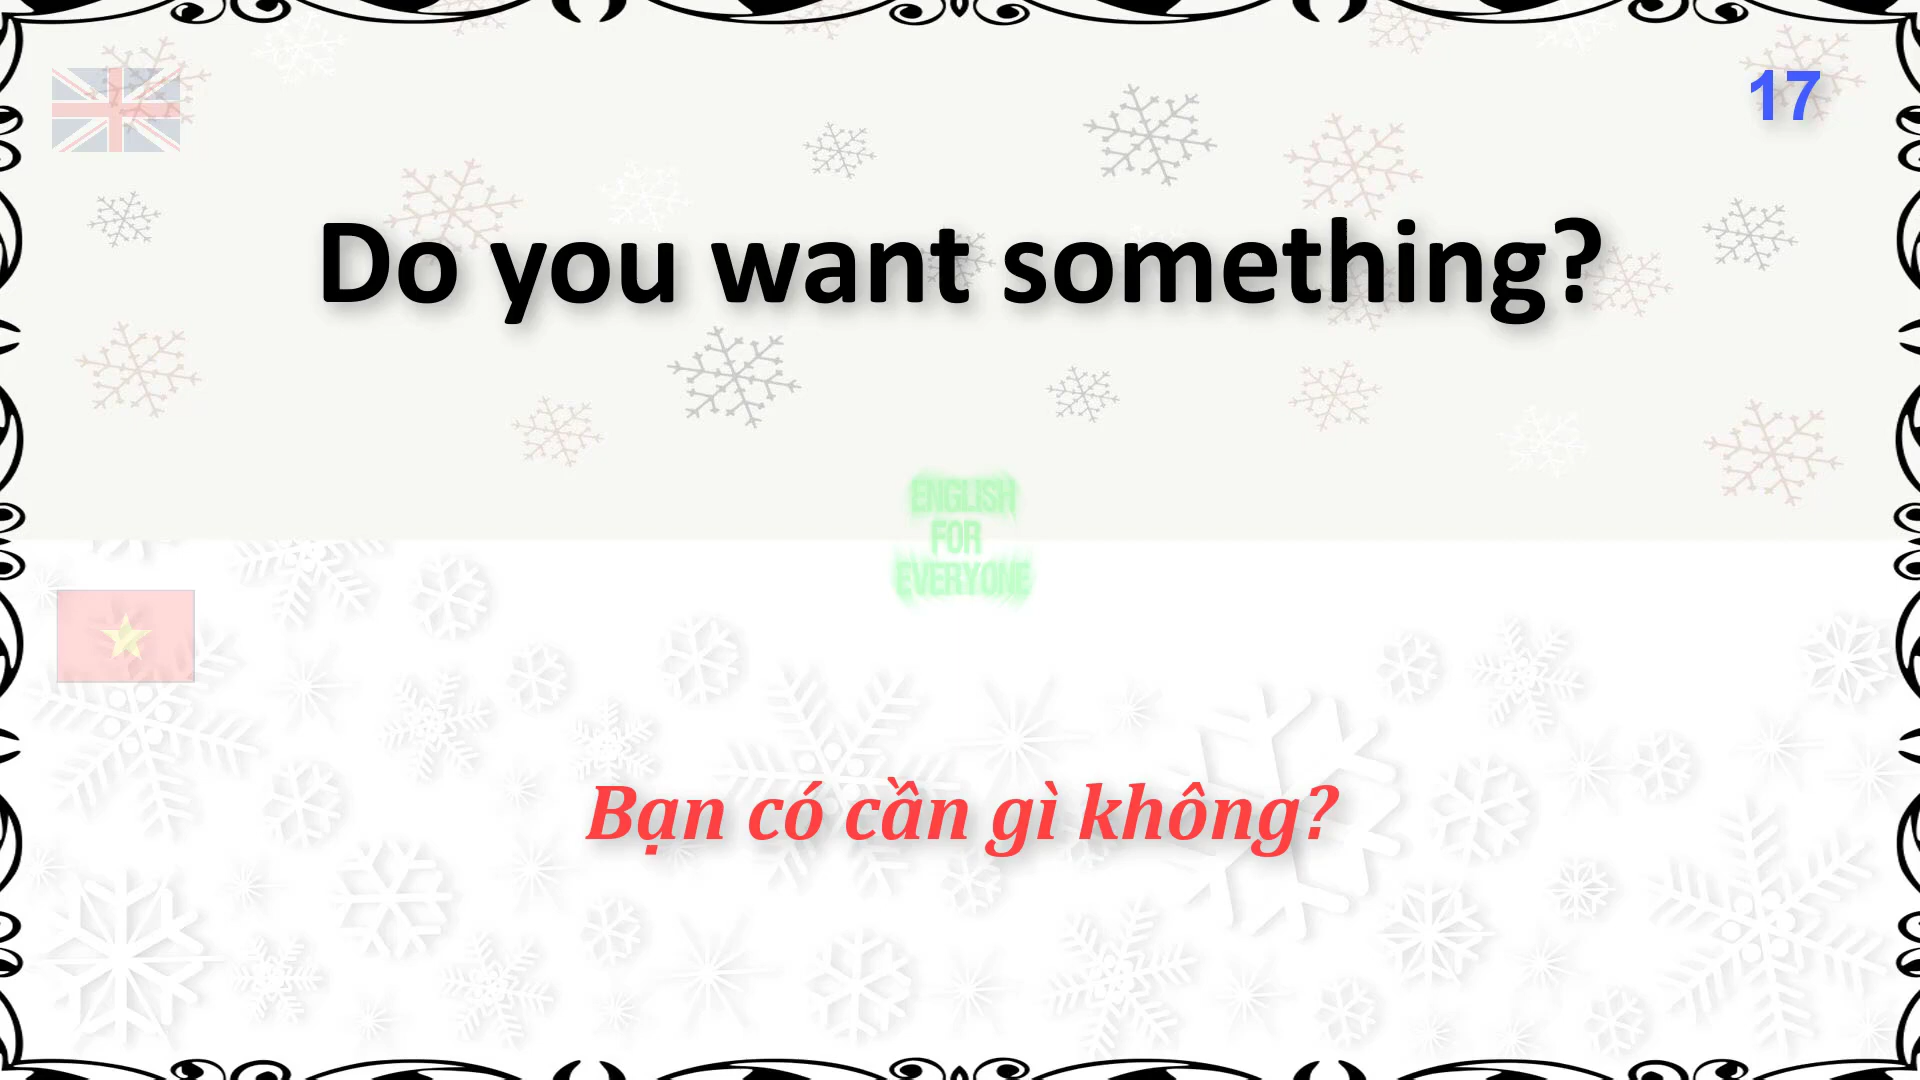 17
Do you want something?
ENGLISH
FOR
EVERYONE
Bạn có cần gì không?